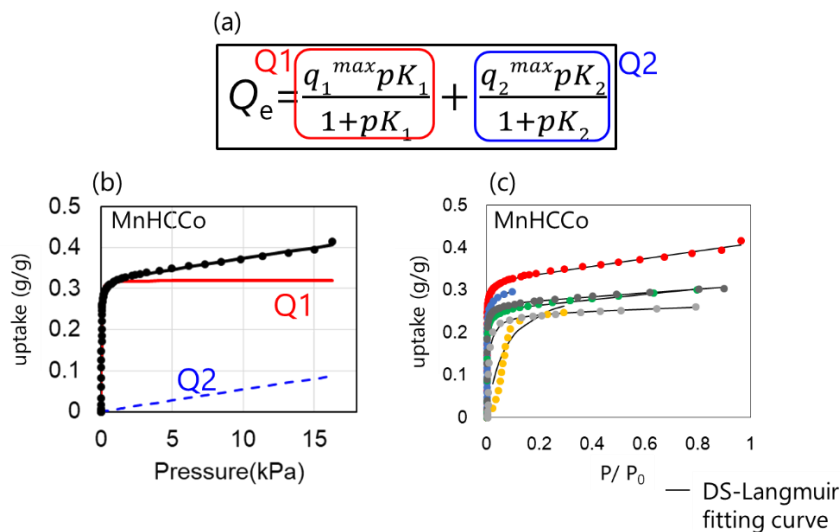 (a)
Q1
Qe = q1^max pK1 / 1+pK1 + q2^max pK2 / 1+pK2
Q2
(b)
MnHCCo
0.5
0.4
0.3
0.2
0.1
0
uptake (g/g)
Q1
Q2
0 5 10 15
Pressure(kPa)
(c)
MnHCCo
0.5
0.4
0.3
0.2
0.1
0
uptake (g/g)
0 0.2 0.4 0.6 0.8 1
P/ P0
DS-Langmuir
fitting curve